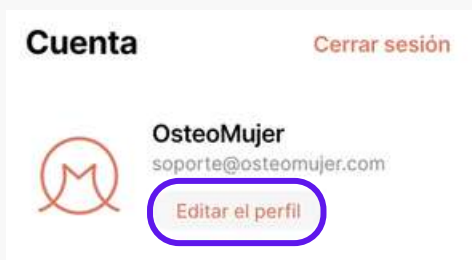 Cuenta
Cerrar sesión
OsteoMujer
soporte@osteomujer.com
Editar el perfil